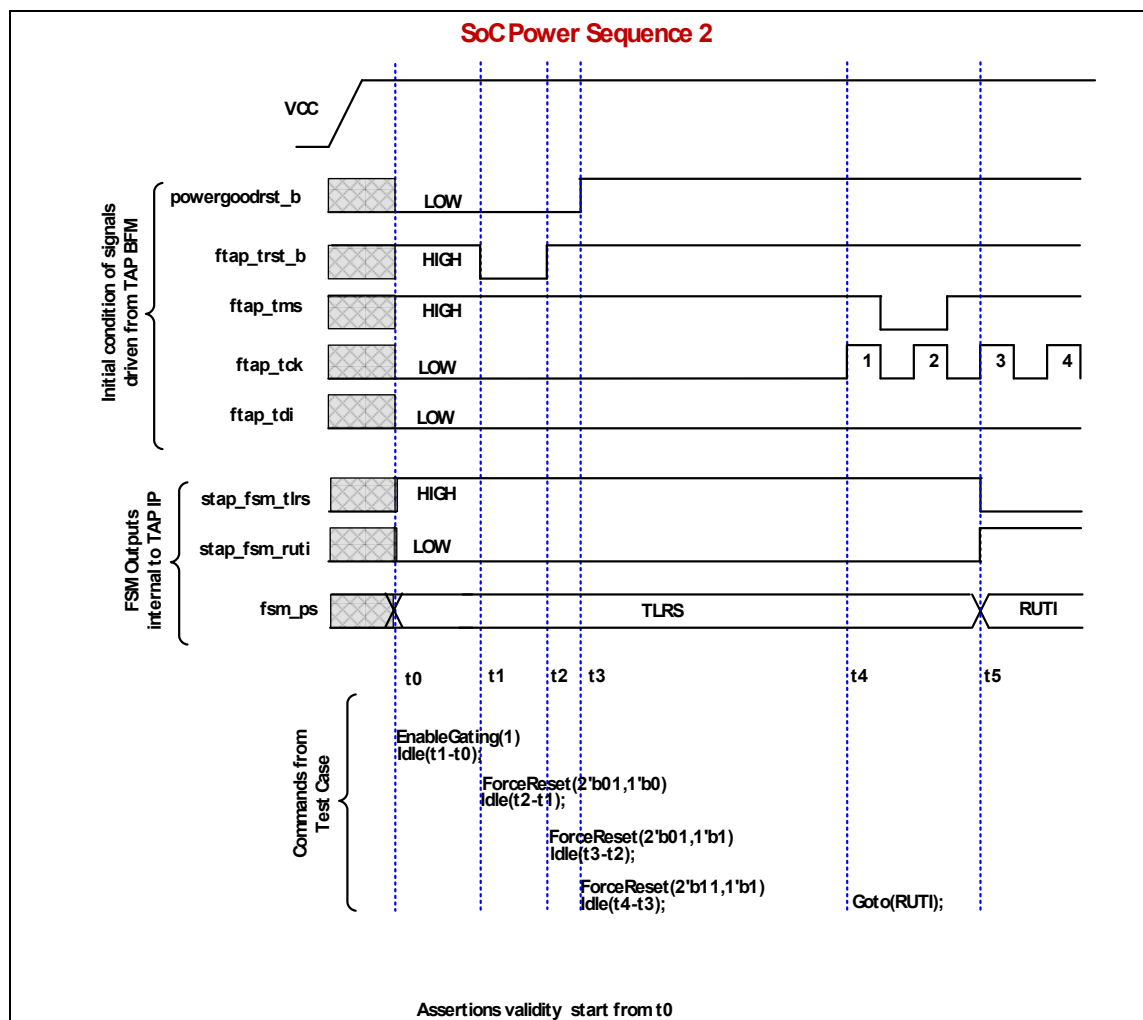 SoC Power Sequence 2
VCC
Initial condition of signals
driven from TAP BFM
powergoodrst_b
LOW
ftap_trst_b
HIGH
ftap_tms
HIGH
ftap_tck
LOW
1
2
3
4
ftap_tdi
LOW
FSM Outputs
internal to TAP IP
stap_fsm_tlrs
HIGH
stap_fsm_ruti
LOW
fsm_ps
TLRS
RUTI
t0
t1
t2
t3
t4
t5
Commands from
Test Case
EnableGating(1)
Idle(t1-t0);
ForceReset(2'b01,1'b0)
Idle(t2-t1);
ForceReset(2'b01,1'b1)
Idle(t3-t2);
ForceReset(2'b11,1'b1)
Idle(t4-t3);
Goto(RUTI);
Assertions validity start from t0